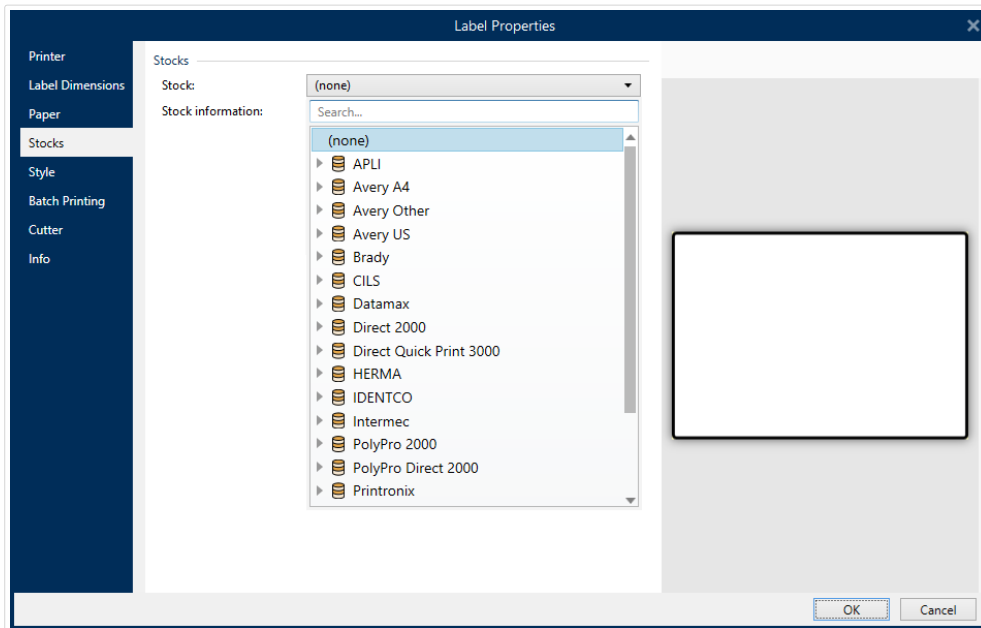 Label Properties
Printer
Label Dimensions
Paper
Stocks
Style
Batch Printing
Cutter
Info
Stocks
Stock: (none)
Stock information:
Search...
(none)
APLI
Avery A4
Avery Other
Avery US
Brady
CILS
Datamax
Direct 2000
Direct Quick Print 3000
HERMA
IDENTCO
Intermec
PolyPro 2000
PolyPro Direct 2000
Printronix
OK Cancel